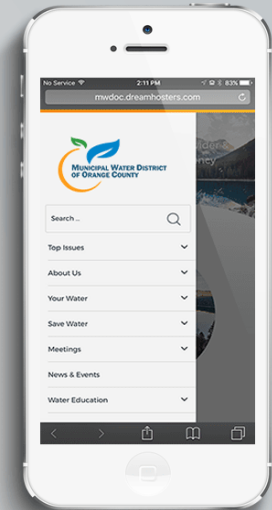 No Service
2:11 PM
83%
mwdoc.dreamhosters.com
MUNICIPAL WATER DISTRICT
OF ORANGE COUNTY
Search ..
Top Issues
About Us
Your Water
Save Water
Meetings
News & Events
Water Education